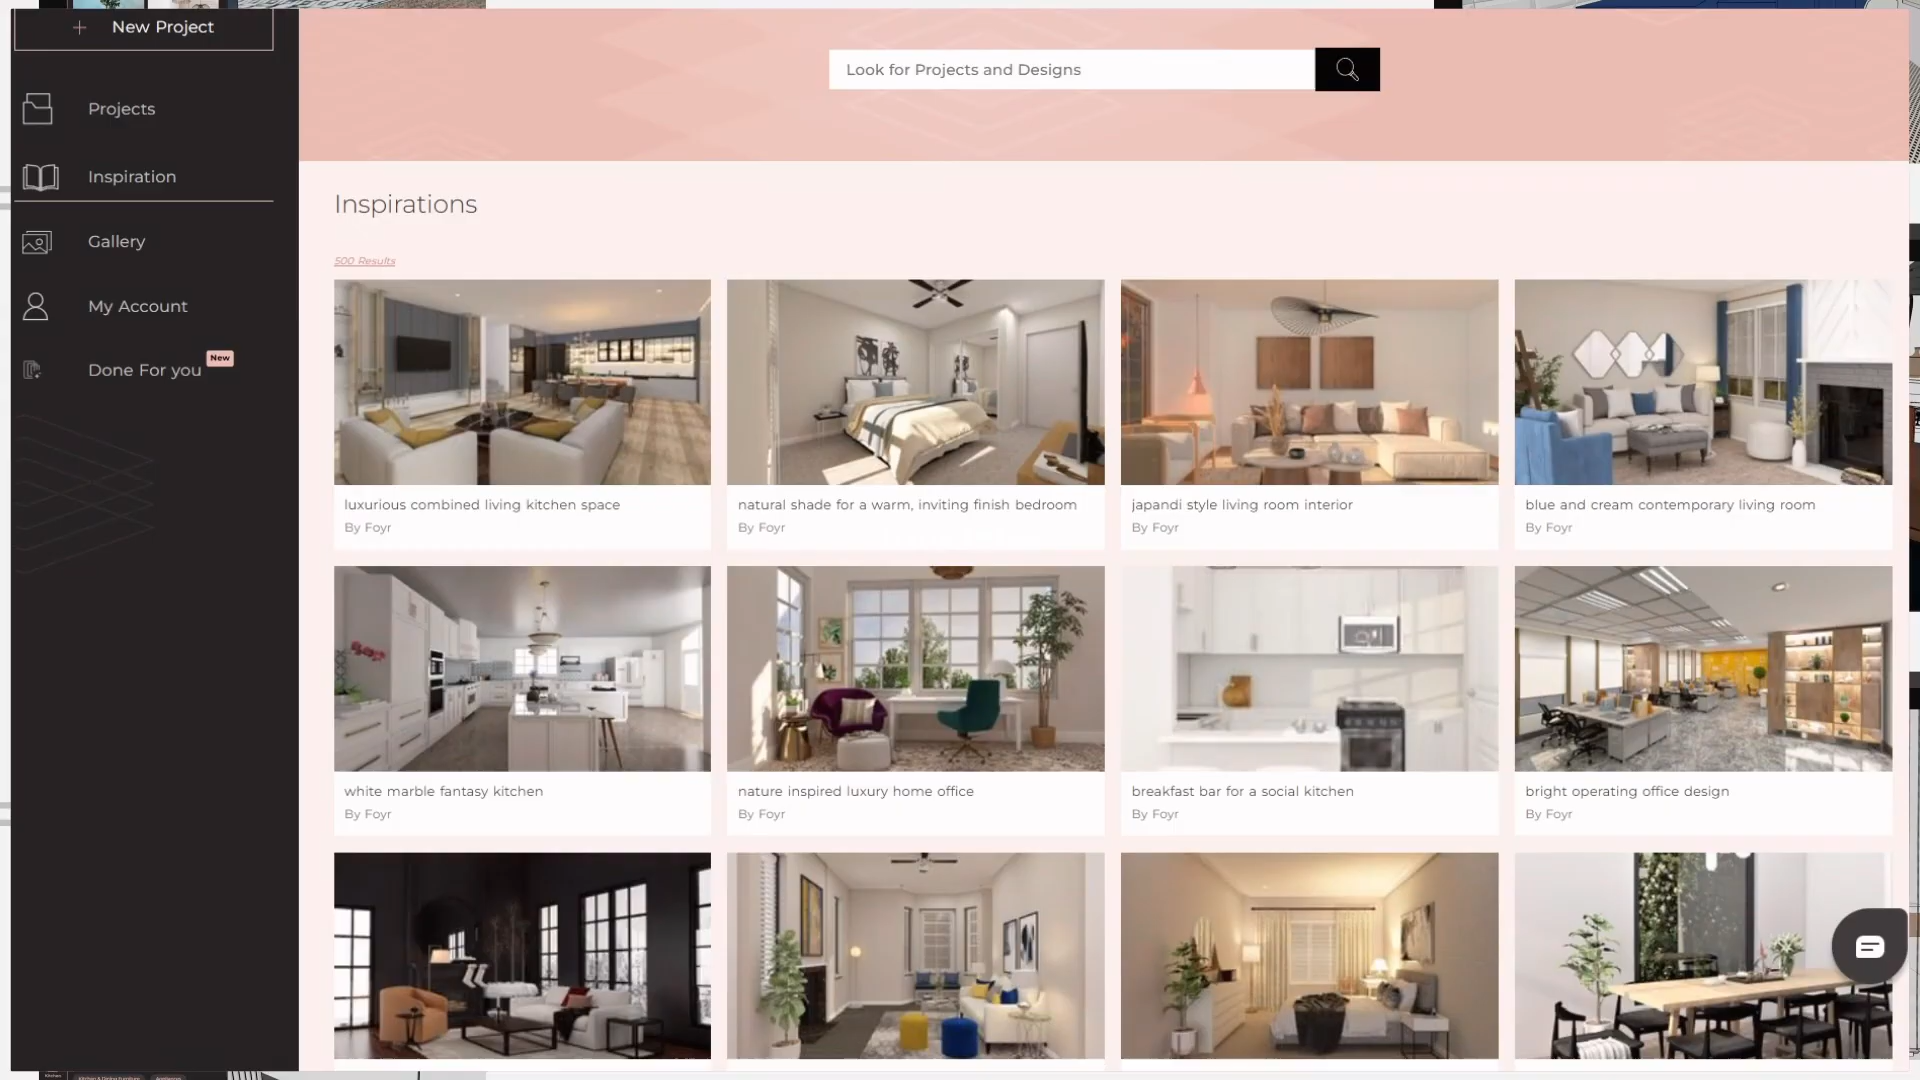 New Project
Look for Projects and Designs
Projects
Inspiration
Gallery
My Account
Done For you
New
Inspirations
500 Results
luxurious combined living kitchen space
By Foyr
natural shade for a warm, inviting finish bedroom
By Foyr
japandi style living room interior
By Foyr
blue and cream contemporary living room
By Foyr
white marble fantasy kitchen
By Foyr
nature inspired luxury home office
By Foyr
breakfast bar for a social kitchen
By Foyr
bright operating office design
By Foyr